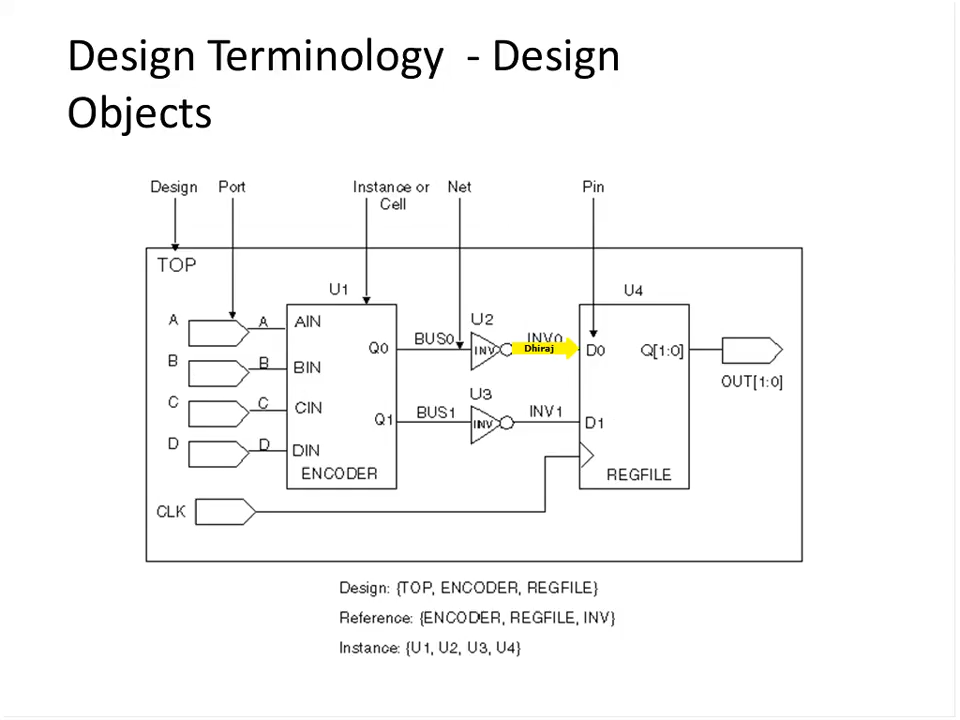 Design Terminology - Design
Objects
Design Port Instance or Net Pin
Cell
TOP
U1 U4
A A AIN U2
Q0 BUS0 INV INV0 Dhiraj D0 Q[1:0]
B B BIN
OUT[1:0]
U3
C C CIN
Q1 BUS1 INV INV1 D1
D D DIN
ENCODER REGFILE
CLK
Design: {TOP, ENCODER, REGFILE}
Reference: {ENCODER, REGFILE, INV}
Instance: {U1, U2, U3, U4}